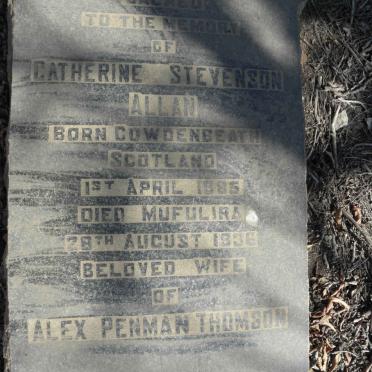 TO THE MEMORY
OF
CATHERINE STEVENSON
ALLAN
BORN COWDENBEATH
SCOTLAND
1ST APRIL 1885
DIED MUFULIRA
28TH AUGUST 1936
BELOVED WIFE
OF
ALEX PENMAN THOMSON